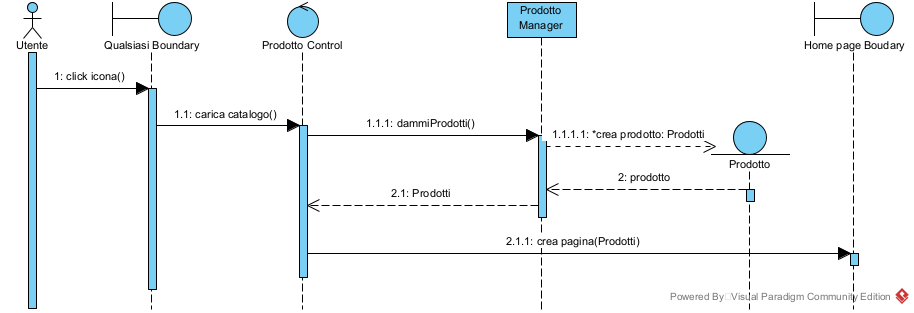 Prodotto
Manager
Utente
Qualsiasi Boundary
Prodotto Control
Home page Boudary
1: click icona()
1.1: carica catalogo()
1.1.1: dammiProdotti()
1.1.1.1: *crea prodotto: Prodotti
Prodotto
2: prodotto
2.1: Prodotti
2.1.1: crea pagina(Prodotti)
Powered By Visual Paradigm Community Edition